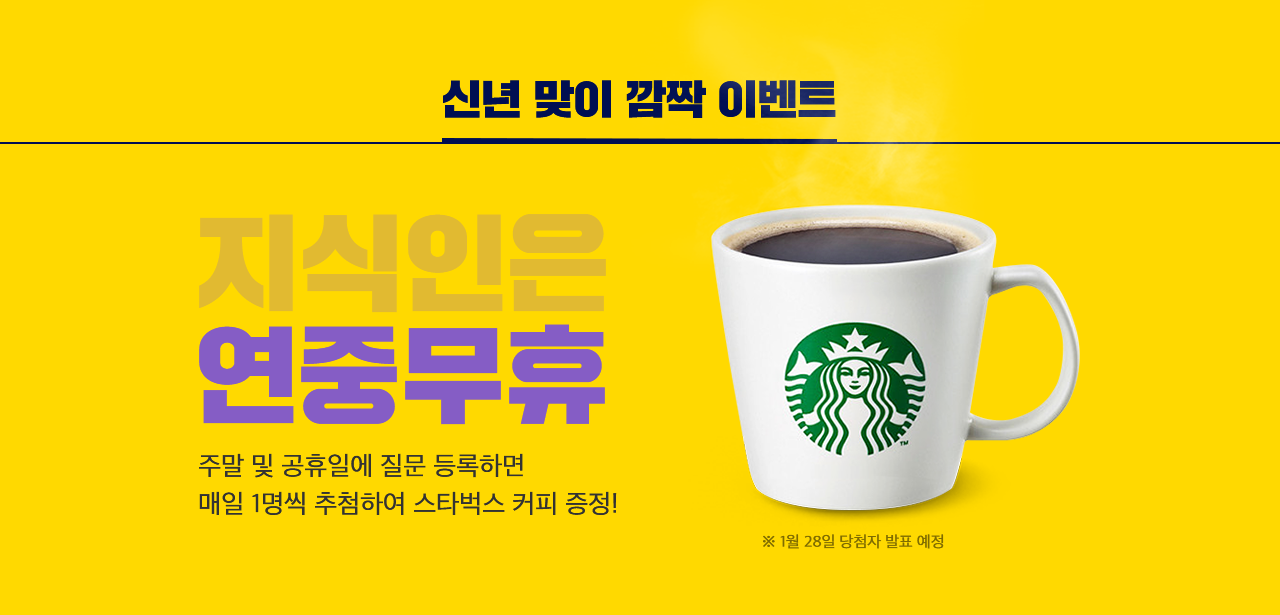 신년 맞이 깜짝 이벤트
지식인은
연중무휴
주말 및 공휴일에 질문 등록하면
매일 1명씩 추첨하여 스타벅스 커피 증정!
TM
※ 1월 28일 당첨자 발표 예정